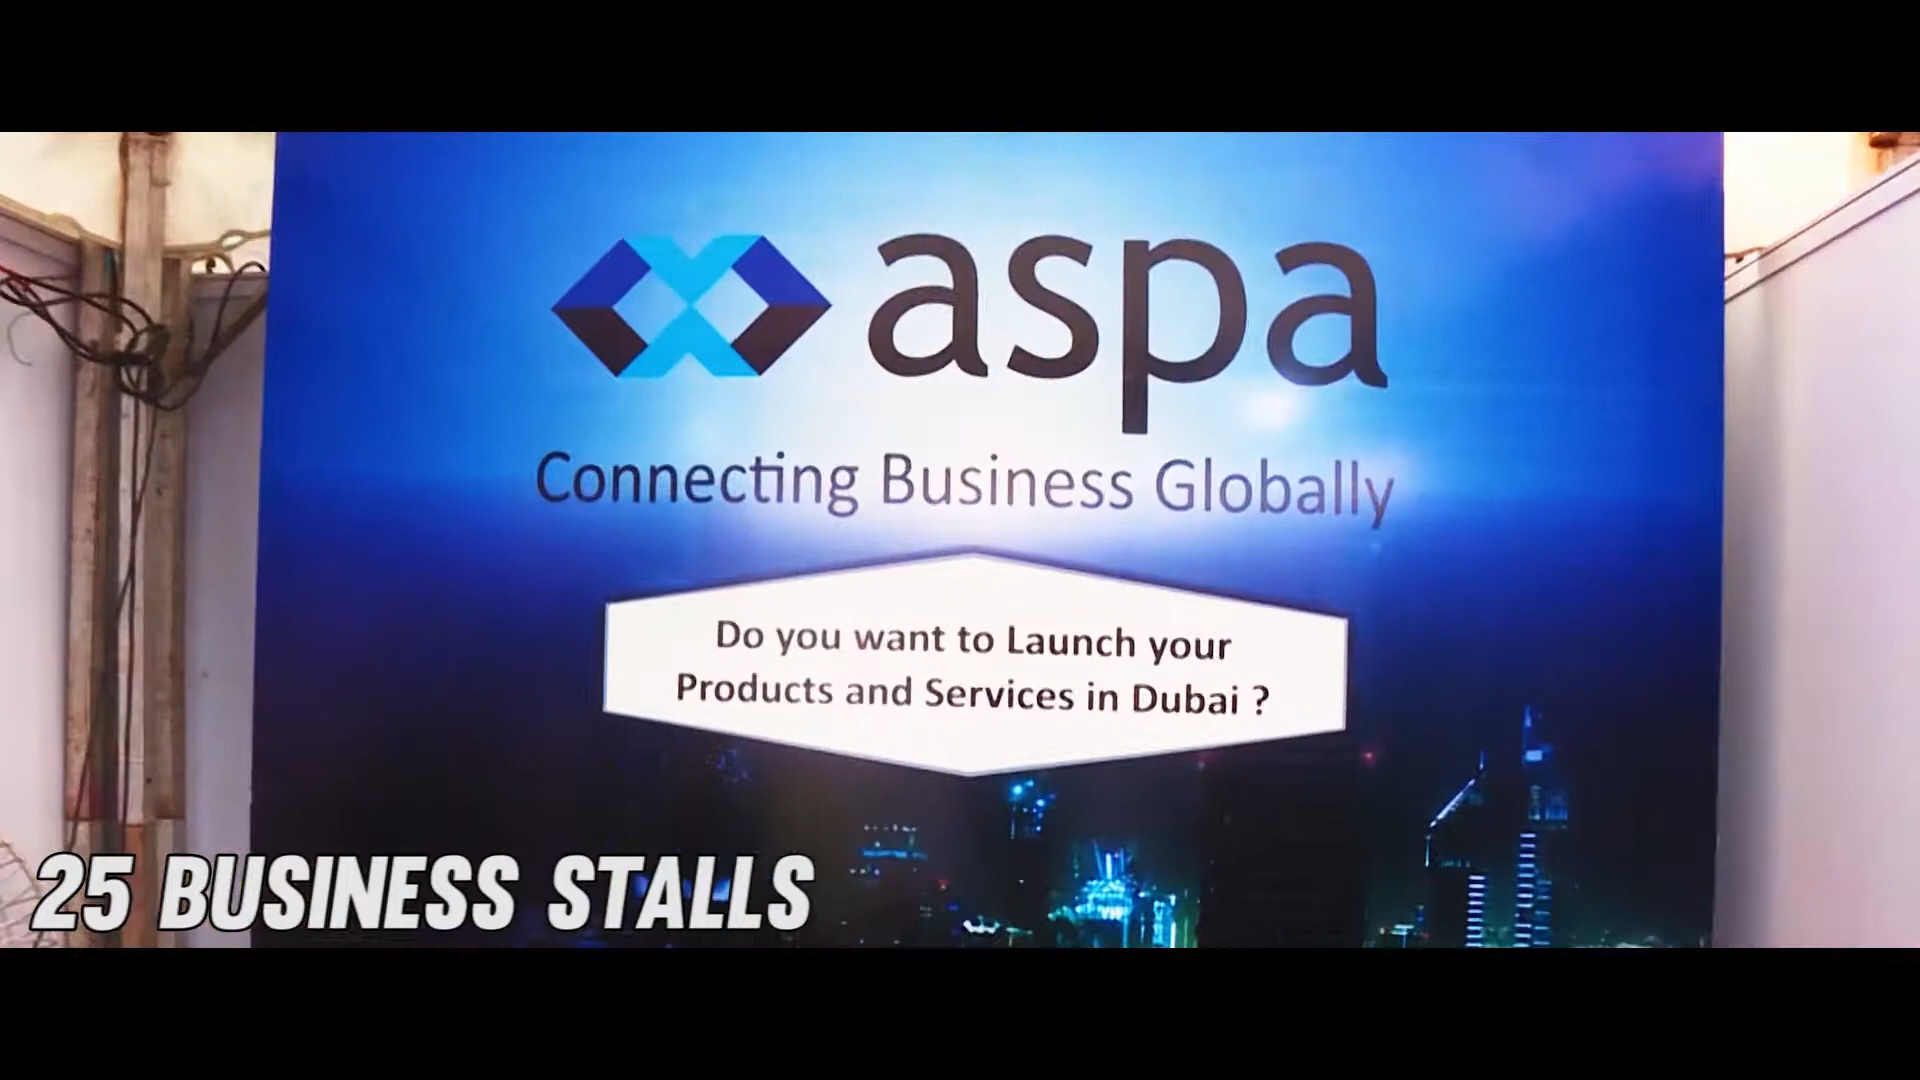 aspa
Connecting Business Globally
Do you want to Launch your
Products and Services in Dubai ?
25 BUSINESS STALLS